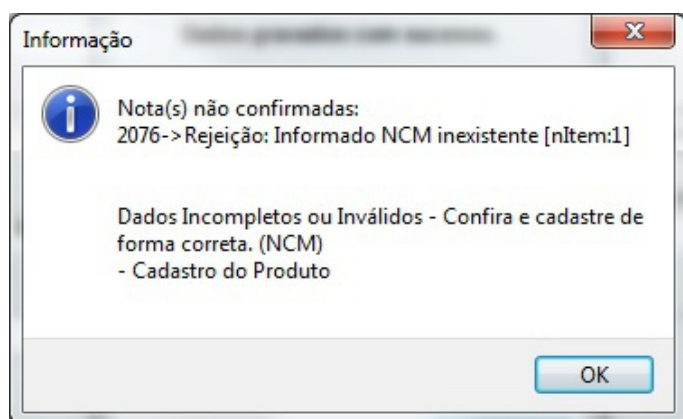 Informação
Nota(s) não confirmadas:
2076->Rejeição: Informado NCM inexistente [nItem:1]
Dados Incompletos ou Inválidos - Confira e cadastre de
forma correta. (NCM)
- Cadastro do Produto
OK